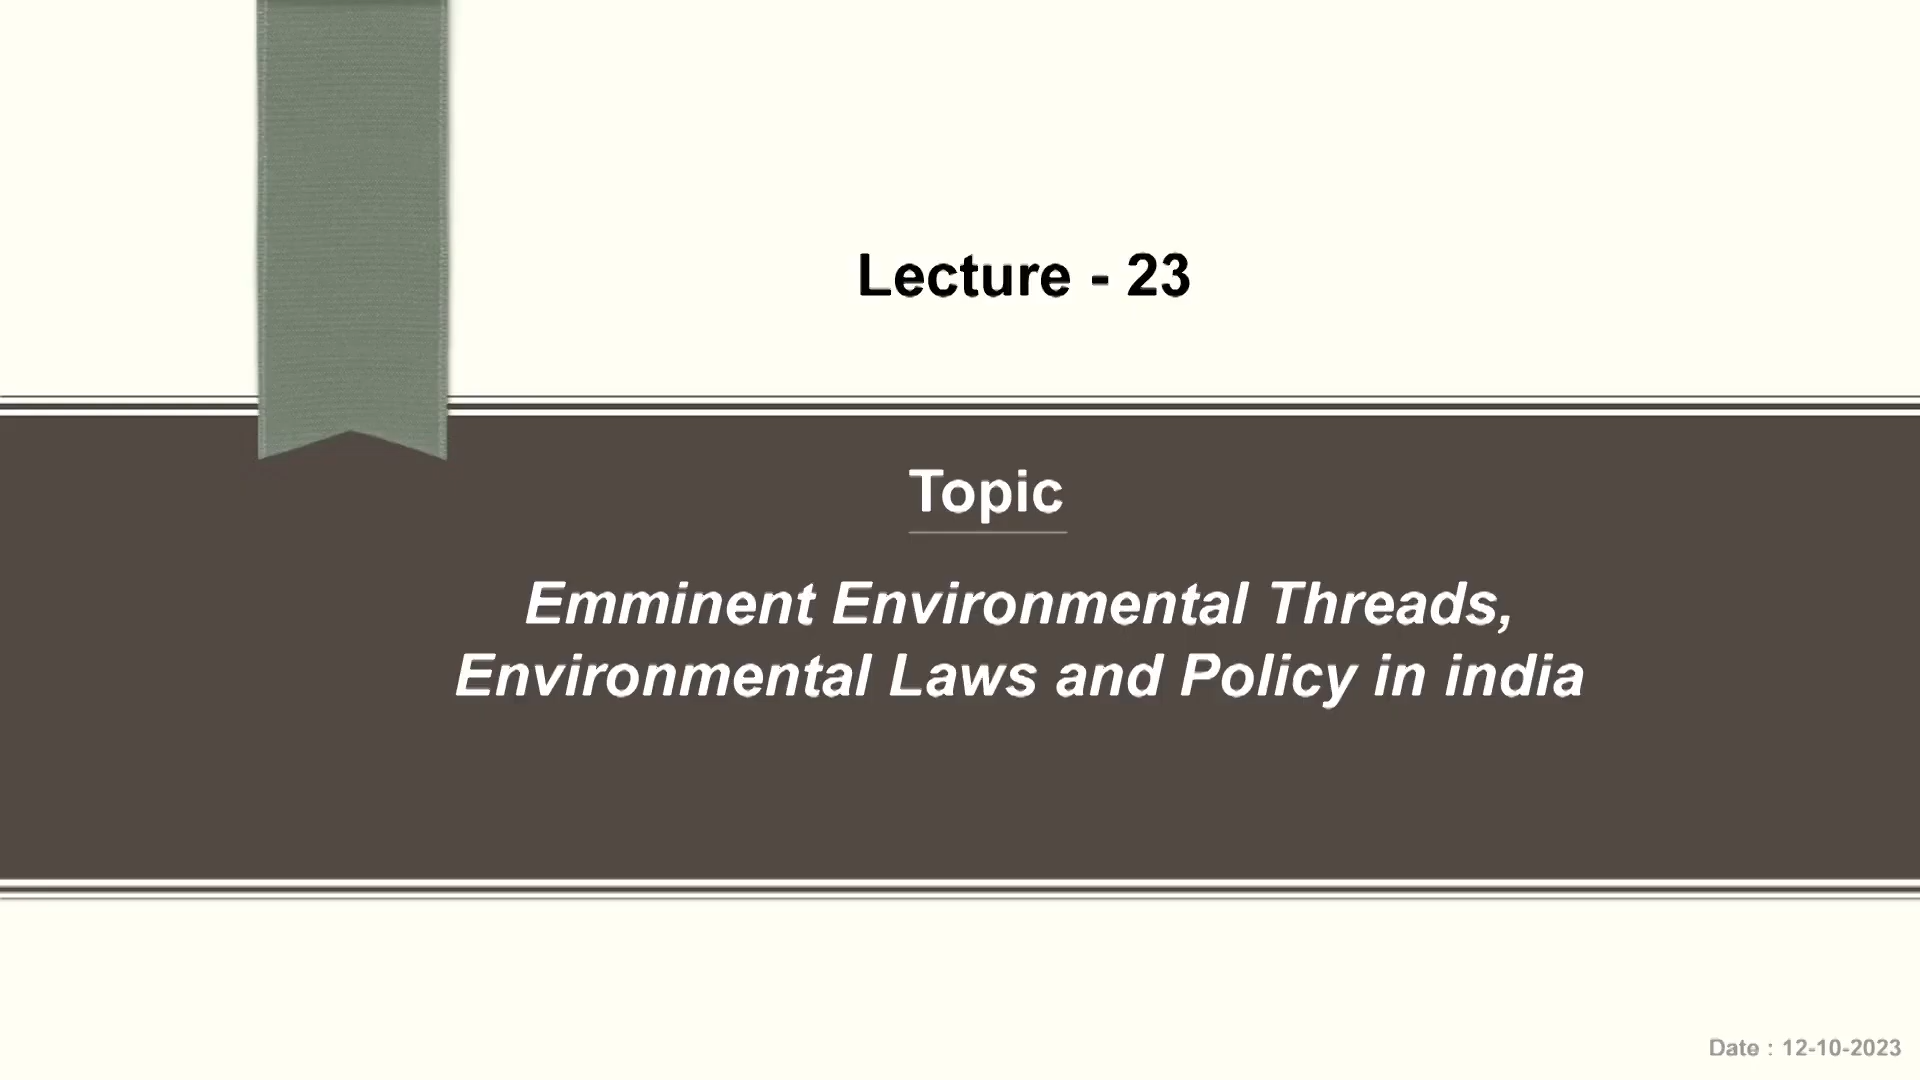 Lecture - 23
Topic
Emminent Environmental Threads,
Environmental Laws and Policy in india
Date : 12-10-2023